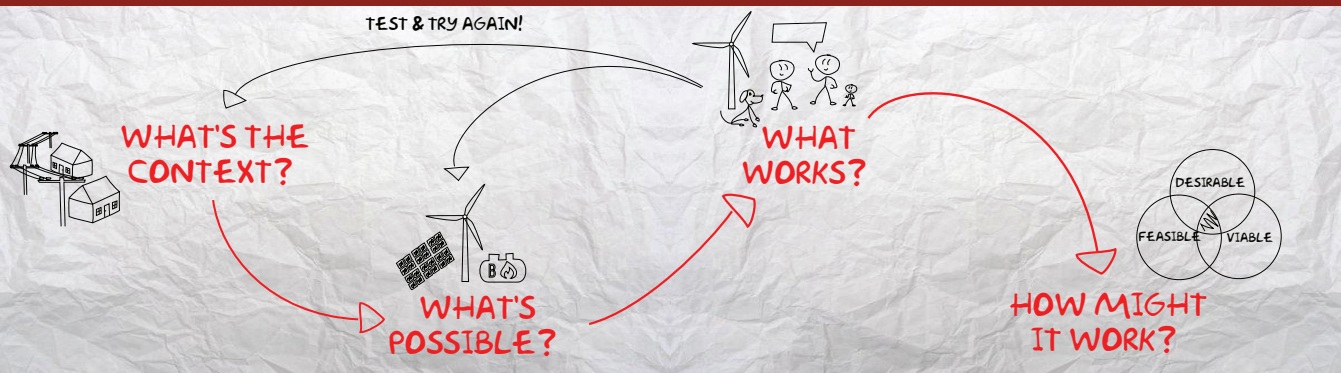 TEST & TRY AGAIN!
WHAT'S THE
CONTEXT?
WHAT'S
POSSIBLE?
B
WHAT
WORKS?
DESIRABLE
FEASIBLE
VIABLE
HOW MIGHT
IT WORK?